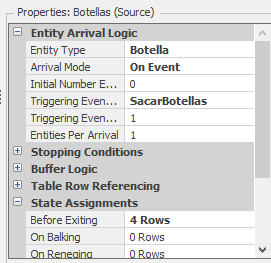 Properties: Botellas (Source)
Entity Arrival Logic
Entity Type Botella
Arrival Mode On Event
Initial Number E... 0
Triggering Even... SacarBotellas
Triggering Even... 1
Entities Per Arrival 1
Stopping Conditions
Buffer Logic
Table Row Referencing
State Assignments
Before Exiting 4 Rows
On Balking 0 Rows
On Reneging 0 Rows